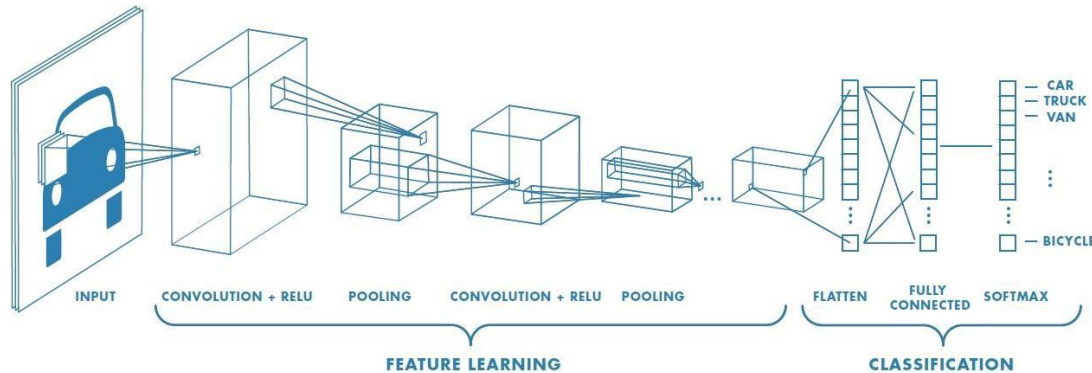 CAR
TRUCK
VAN
BICYCLE
INPUT
CONVOLUTION + RELU
POOLING
CONVOLUTION + RELU
POOLING
FLATTEN
FULLY
CONNECTED
SOFTMAX
FEATURE LEARNING
CLASSIFICATION